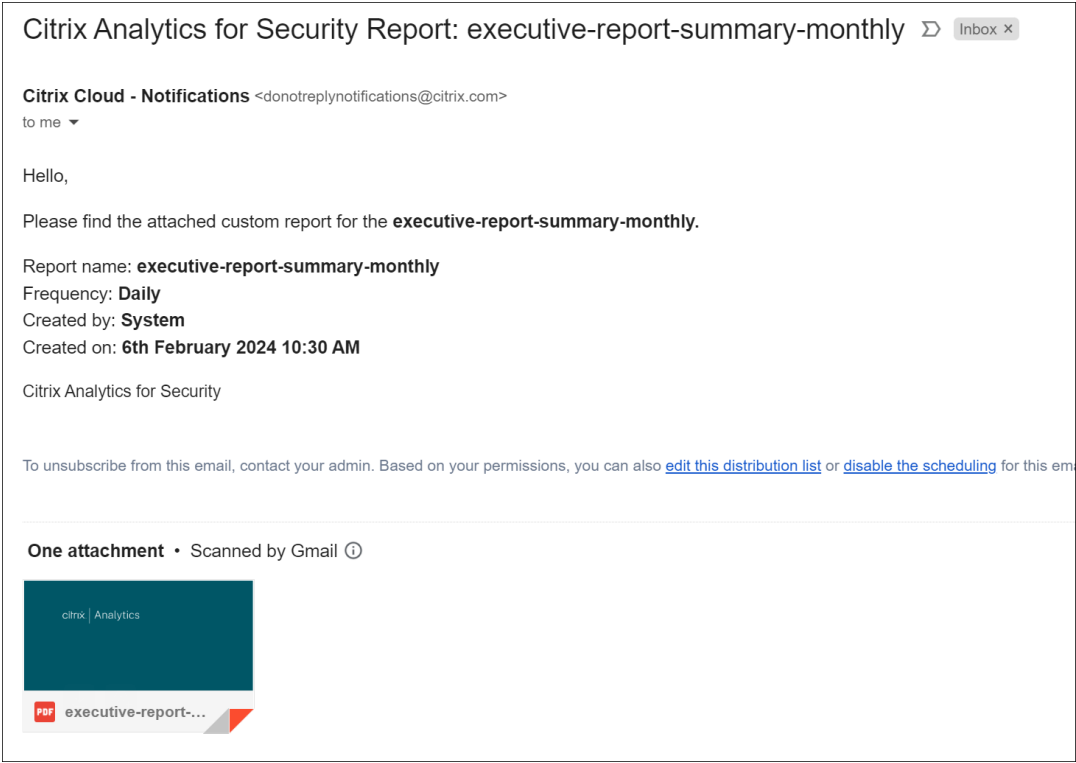 Citrix Analytics for Security Report: executive-report-summary-monthly Inbox ×
Citrix Cloud - Notifications <donotreplynotifications@citrix.com>
to me
Hello,
Please find the attached custom report for the executive-report-summary-monthly.
Report name: executive-report-summary-monthly
Frequency: Daily
Created by: System
Created on: 6th February 2024 10:30 AM
Citrix Analytics for Security
To unsubscribe from this email, contact your admin. Based on your permissions, you can also edit this distribution list or disable the scheduling for this ema
One attachment • Scanned by Gmail
citrix | Analytics
PDF executive-report-...